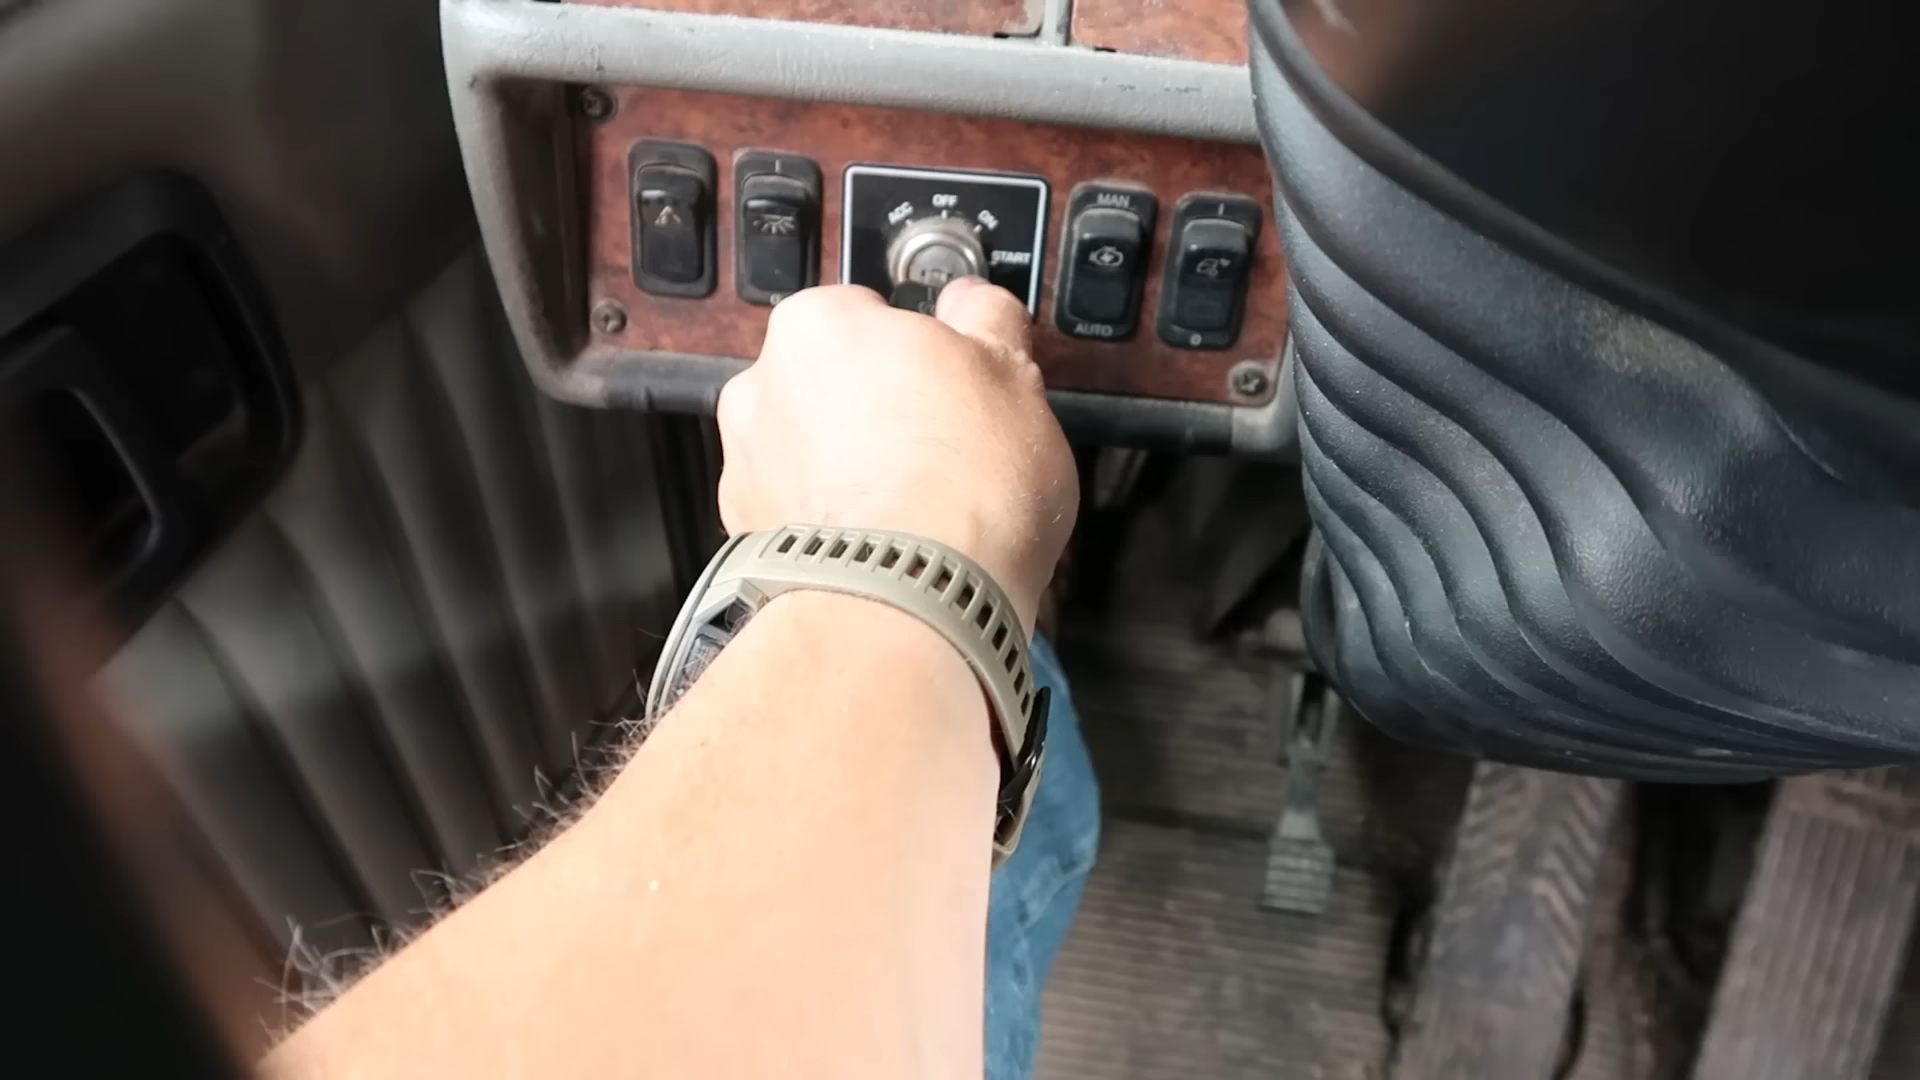 ACC OFF ON
START
I
O
MAN
AUTO
I
O